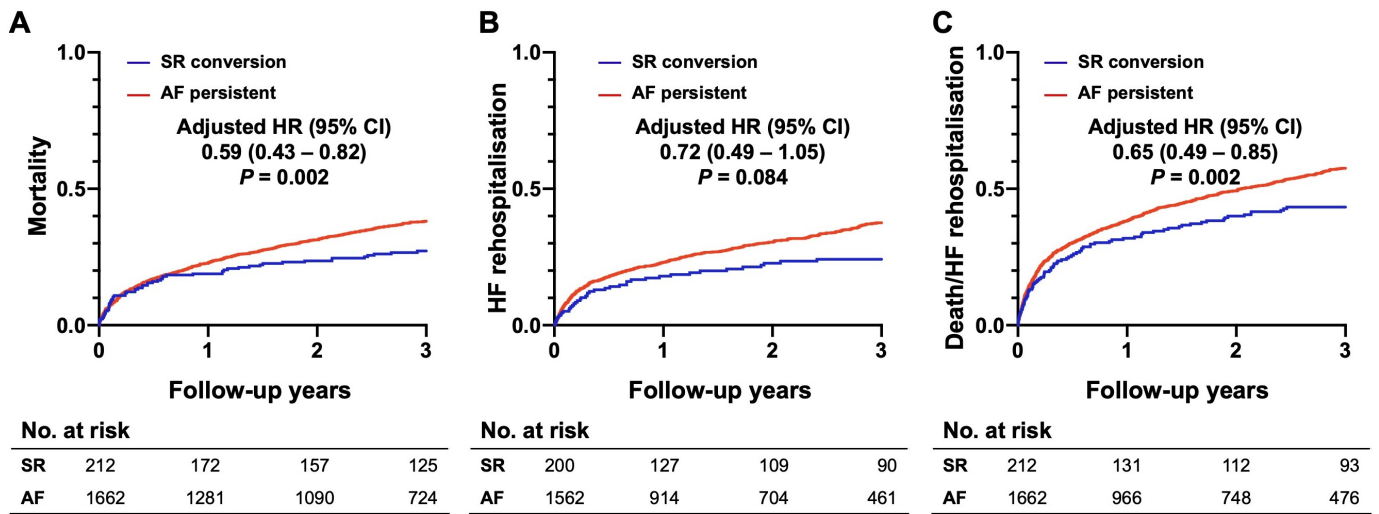 A
1.0
SR conversion
AF persistent
Adjusted HR (95% CI)
0.59 (0.43 – 0.82)
P = 0.002
Mortality
0.5
0.0
0 1 2 3
Follow-up years
No. at risk
SR 212 172 157 125
AF 1662 1281 1090 724
B
1.0
SR conversion
AF persistent
Adjusted HR (95% CI)
0.72 (0.49 – 1.05)
P = 0.084
HF rehospitalisation
0.5
0.0
0 1 2 3
Follow-up years
No. at risk
SR 200 127 109 90
AF 1562 914 704 461
C
1.0
SR conversion
AF persistent
Adjusted HR (95% CI)
0.65 (0.49 – 0.85)
P = 0.002
Death/HF rehospitalisation
0.5
0.0
0 1 2 3
Follow-up years
No. at risk
SR 212 131 112 93
AF 1662 966 748 476